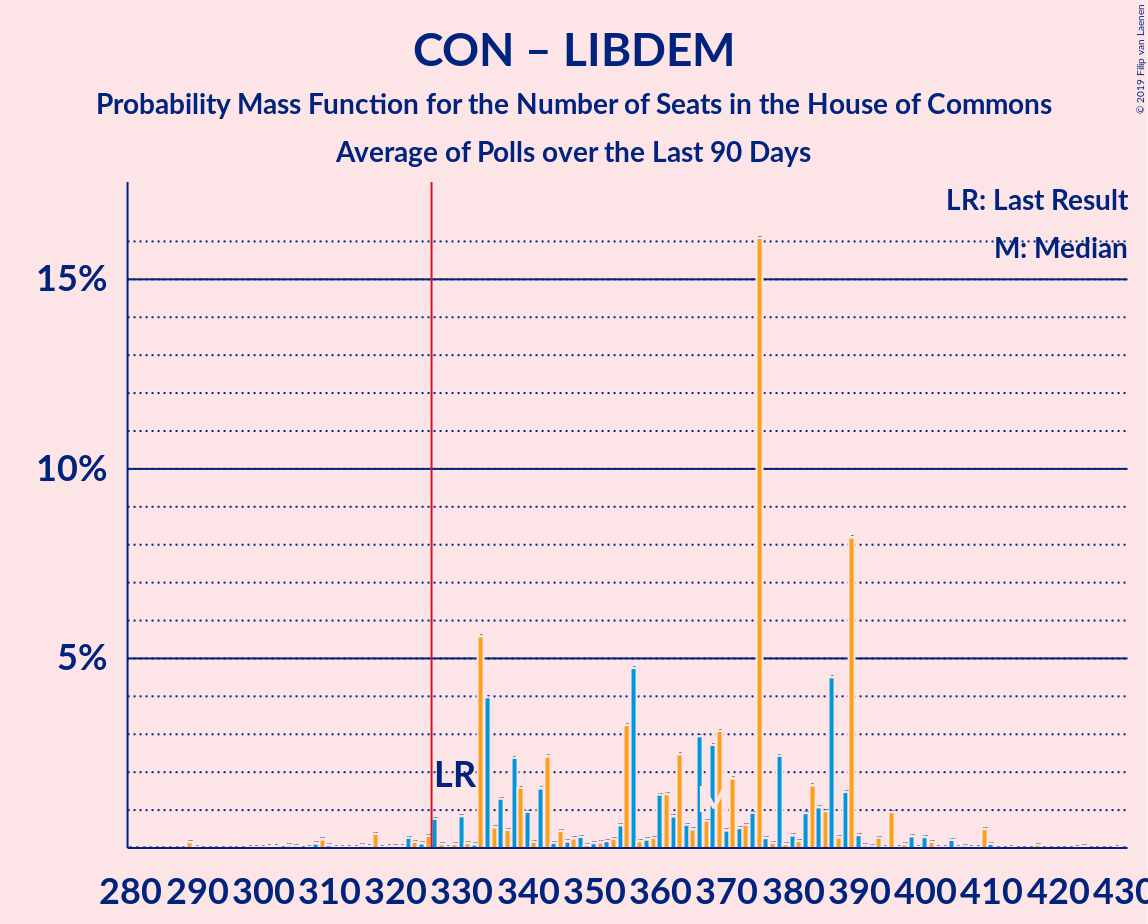 CON – LIBDEM
Probability Mass Function for the Number of Seats in the House of Commons
Average of Polls over the Last 90 Days
© 2019 Filip van Laenen
LR: Last Result
M: Median
15%
10%
5%
LR
M
280 290 300 310 320 330 340 350 360 370 380 390 400 410 420 430